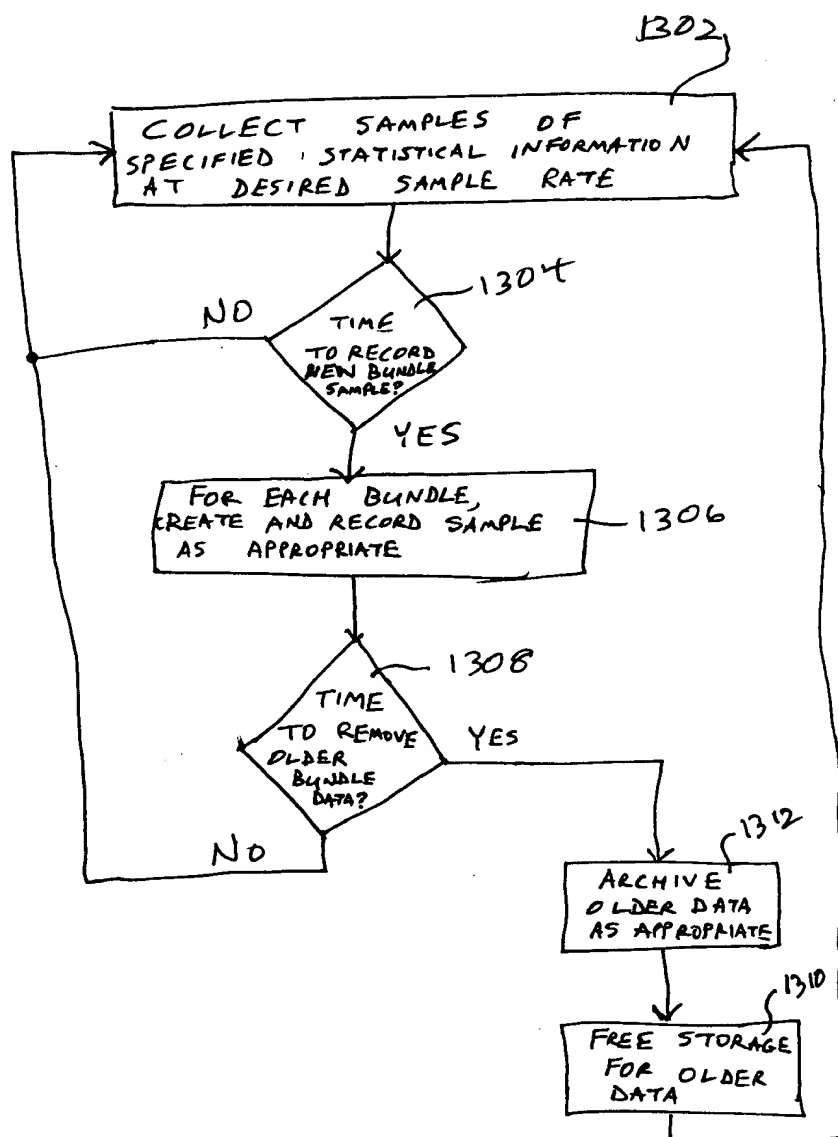 1302
COLLECT SAMPLES OF
SPECIFIED STATISTICAL INFORMATION
AT DESIRED SAMPLE RATE
1304
NO
TIME
TO RECORD
NEW BUNDLE
SAMPLE?
YES
FOR EACH BUNDLE,
CREATE AND RECORD SAMPLE
AS APPROPRIATE
1306
1308
TIME
TO REMOVE
OLDER
BUNDLE
DATA?
YES
NO
1312
ARCHIVE
OLDER DATA
AS APPROPRIATE
1310
FREE STORAGE
FOR OLDER
DATA